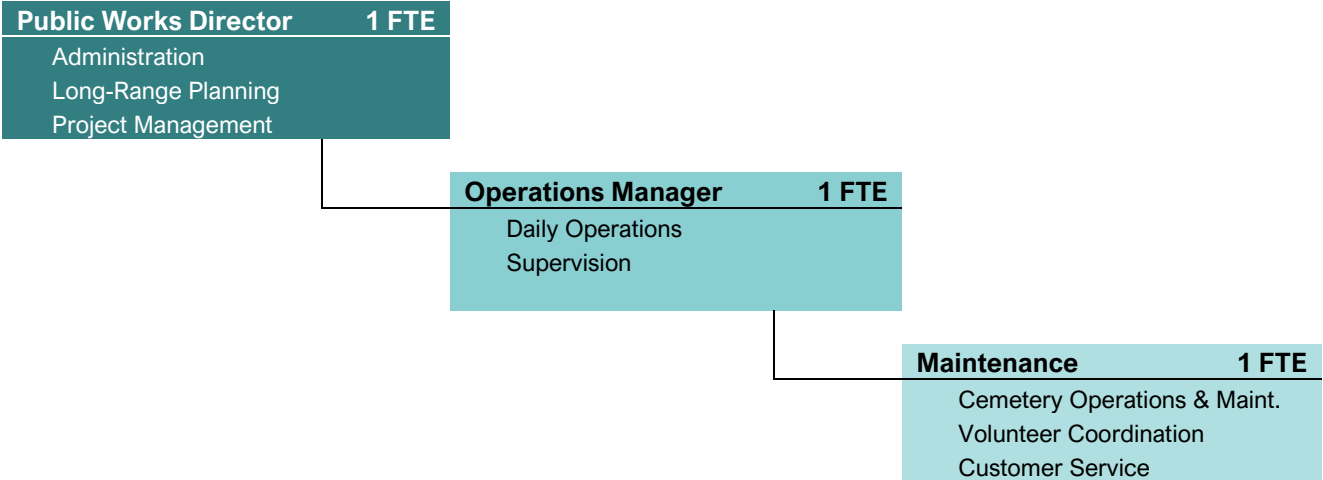 Public Works Director 1 FTE
Administration
Long-Range Planning
Project Management
Operations Manager 1 FTE
Daily Operations
Supervision
Maintenance 1 FTE
Cemetery Operations & Maint.
Volunteer Coordination
Customer Service